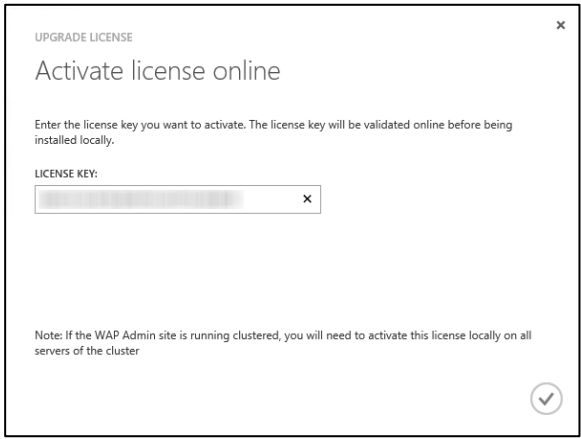 UPGRADE LICENSE
Activate license online
Enter the license key you want to activate. The license key will be validated online before being
installed locally.
LICENSE KEY:
Note: If the WAP Admin site is running clustered, you will need to activate this license locally on all
servers of the cluster